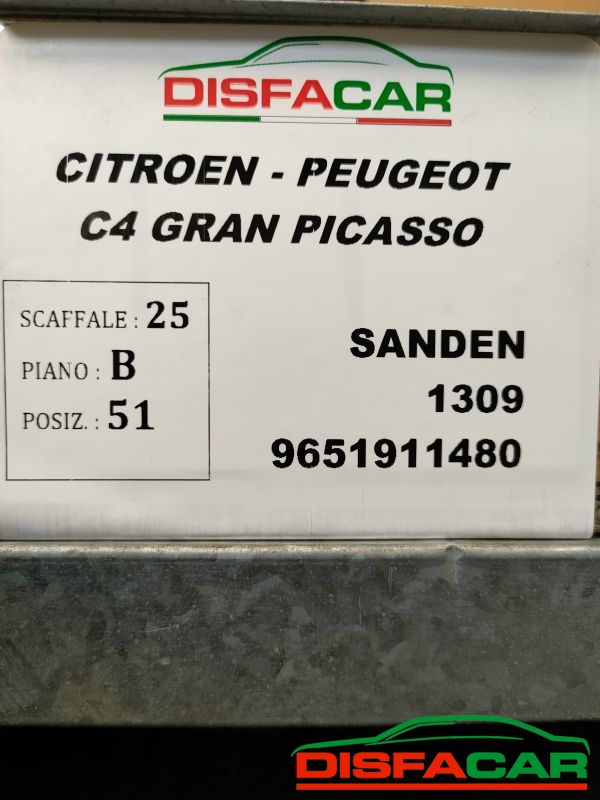 DISFACAR
CITROEN - PEUGEOT
C4 GRAN PICASSO
SCAFFALE : 25
PIANO : B
POSIZ. : 51
SANDEN
1309
9651911480
DISFACAR